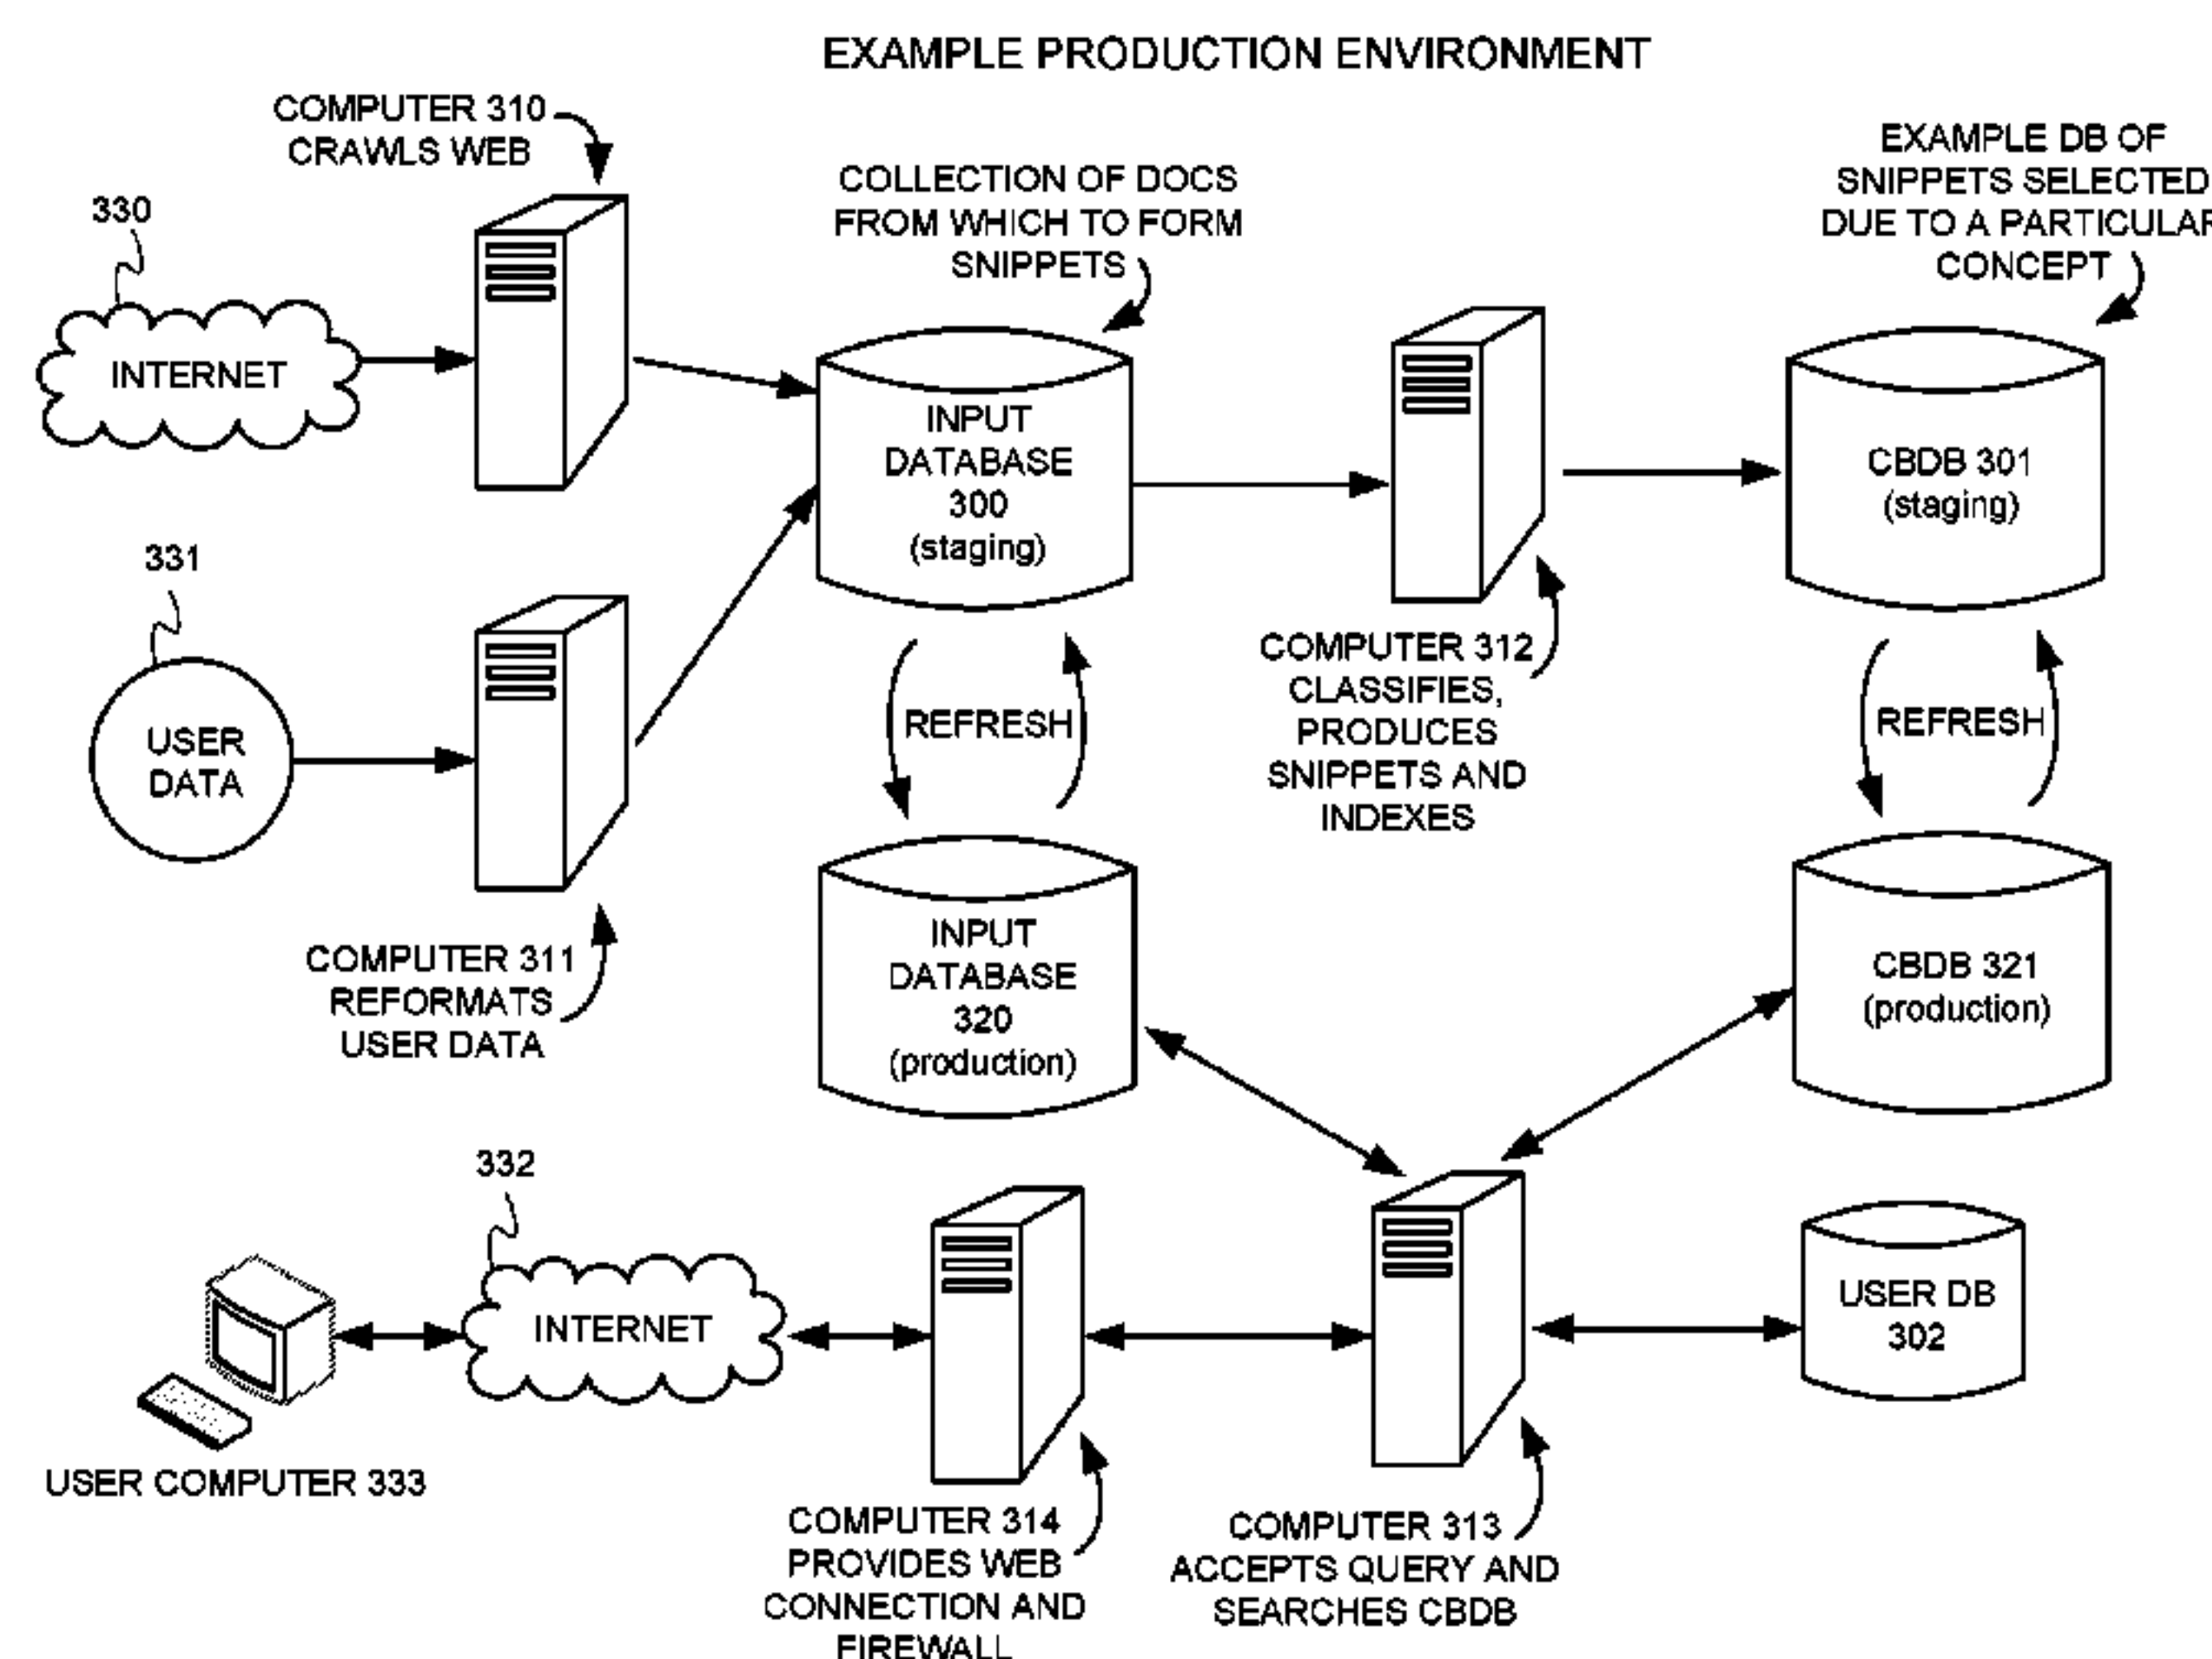 EXAMPLE PRODUCTION ENVIRONMENT
COMPUTER 310
CRAWLS WEB
COLLECTION OF DOCS
FROM WHICH TO FORM
SNIPPETS
EXAMPLE DB OF
SNIPPETS SELECTED
DUE TO A PARTICULAR
CONCEPT
330
INTERNET
INPUT
DATABASE
300
(staging)
CBDB 301
(staging)
331
USER
DATA
REFRESH
COMPUTER 312
CLASSIFIES,
PRODUCES
SNIPPETS AND
INDEXES
REFRESH
COMPUTER 311
REFORMATS
USER DATA
INPUT
DATABASE
320
(production)
CBDB 321
(production)
332
INTERNET
USER DB
302
USER COMPUTER 333
COMPUTER 314
PROVIDES WEB
CONNECTION AND
FIREWALL
COMPUTER 313
ACCEPTS QUERY AND
SEARCHES CBDB